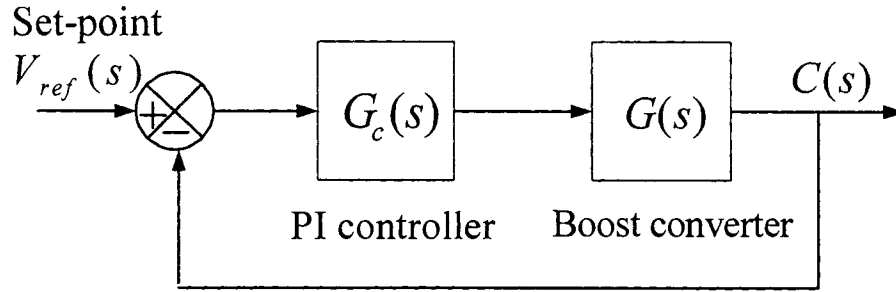 Set-point
V_ref(s)
C(s)
+
−
G_c(s)
G(s)
PI controller
Boost converter